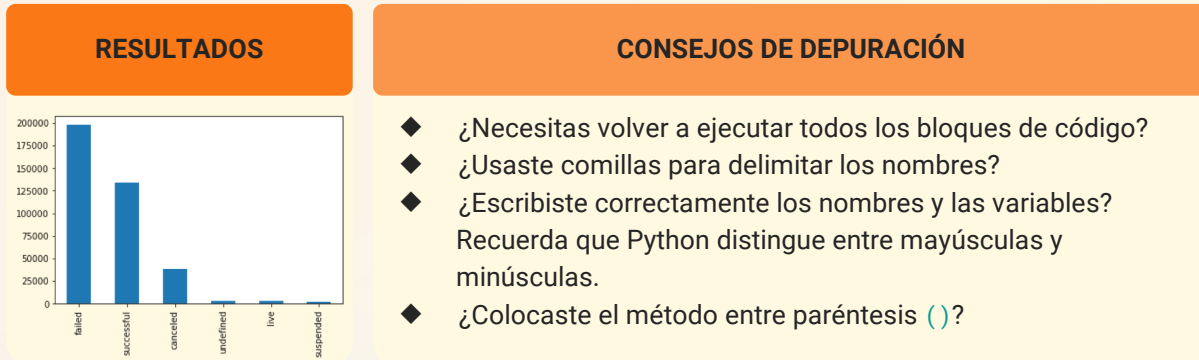 RESULTADOS
200000
175000
150000
125000
100000
75000
50000
25000
0
failed
successful
canceled
undefined
live
suspended
CONSEJOS DE DEPURACIÓN
◆ ¿Necesitas volver a ejecutar todos los bloques de código?
◆ ¿Usaste comillas para delimitar los nombres?
◆ ¿Escribiste correctamente los nombres y las variables?
Recuerda que Python distingue entre mayúsculas y
minúsculas.
◆ ¿Colocaste el método entre paréntesis ()?